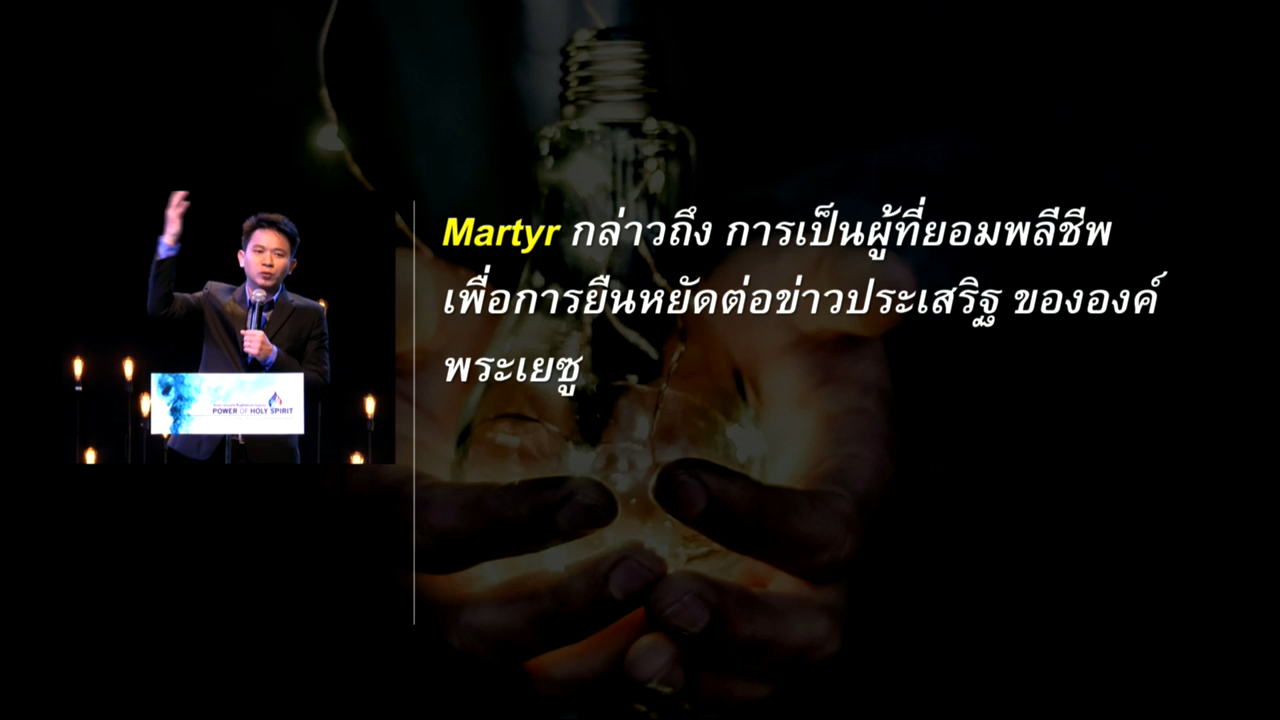 Martyr กล่าวถึง การเป็นผู้ที่ยอมพลีชีพ
เพื่อการยืนหยัดต่อข่าวประเสริฐ ขององค์
พระเยซู
POWER OF HOLY SPIRIT